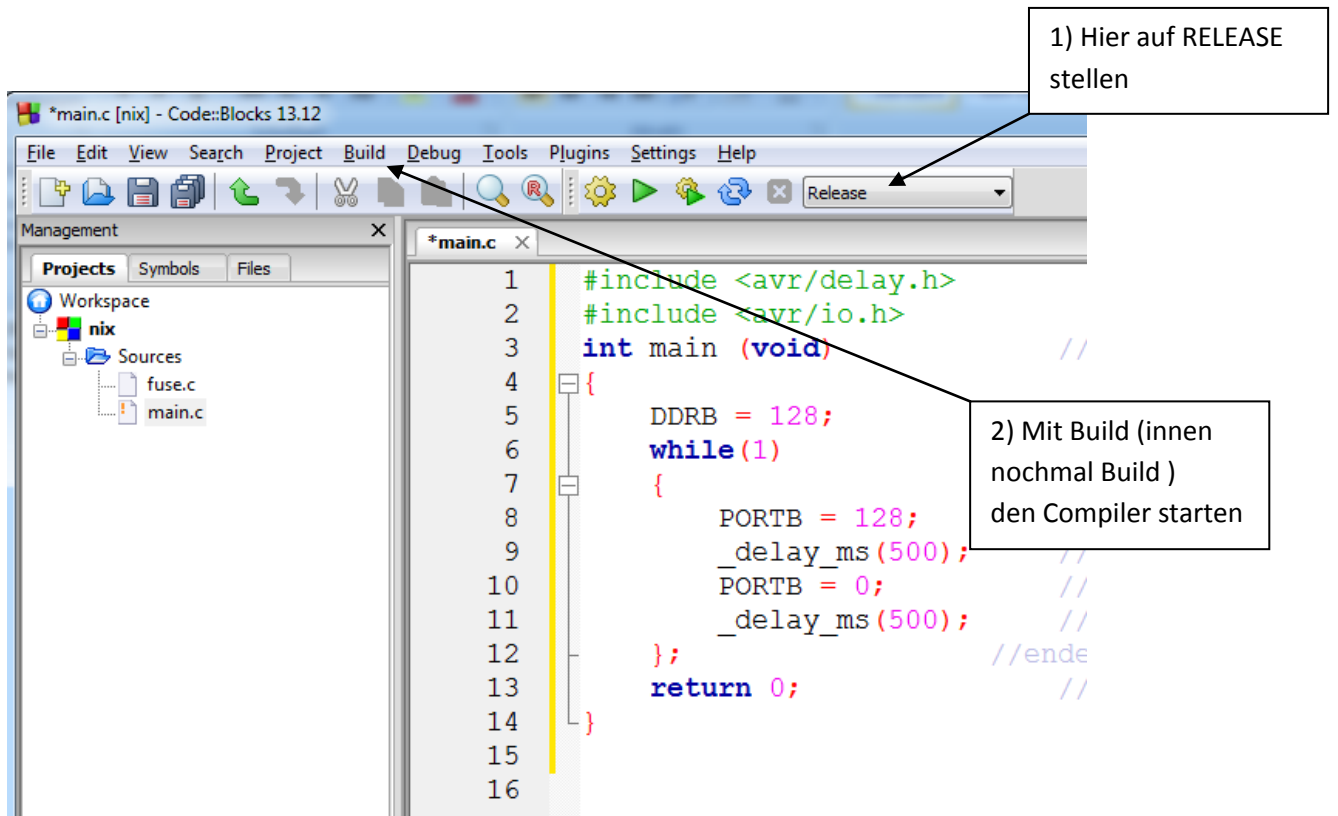 1) Hier auf RELEASE
stellen
*main.c [nix] - Code::Blocks 13.12
File Edit View Search Project Build Debug Tools Plugins Settings Help
Release
Management X
*main.c
Projects Symbols Files
Workspace
nix
Sources
fuse.c
main.c
1 #include <avr/delay.h>
2 #include <avr/io.h>
3 int main (void) //
4 {
5 DDRB = 128;
6 while(1)
7 {
8 PORTB = 128;
9 _delay_ms(500); //
10 PORTB = 0; //
11 _delay_ms(500); //
12 }; //ende
13 return 0; //
14 }
15
16
2) Mit Build (innen
nochmal Build )
den Compiler starten